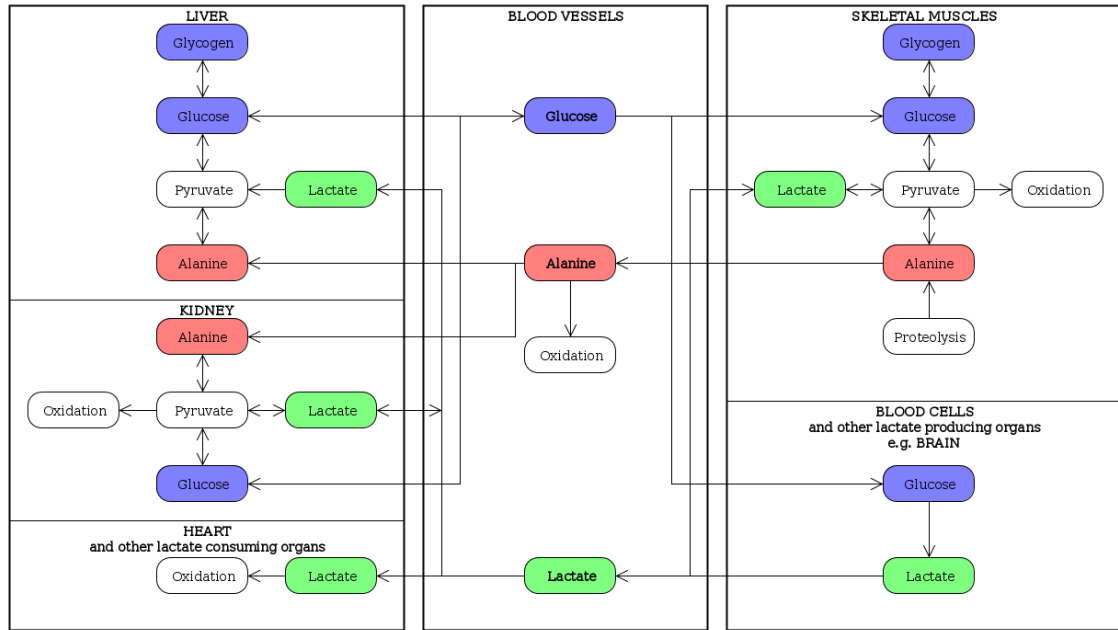 LIVER
Glycogen
Glucose
Pyruvate
Lactate
Alanine
KIDNEY
Alanine
Oxidation
Pyruvate
Lactate
Glucose
HEART
and other lactate consuming organs
Oxidation
Lactate
BLOOD VESSELS
Glucose
Alanine
Oxidation
Lactate
SKELETAL MUSCLES
Glycogen
Glucose
Lactate
Pyruvate
Oxidation
Alanine
Proteolysis
BLOOD CELLS
and other lactate producing organs
e.g. BRAIN
Glucose
Lactate